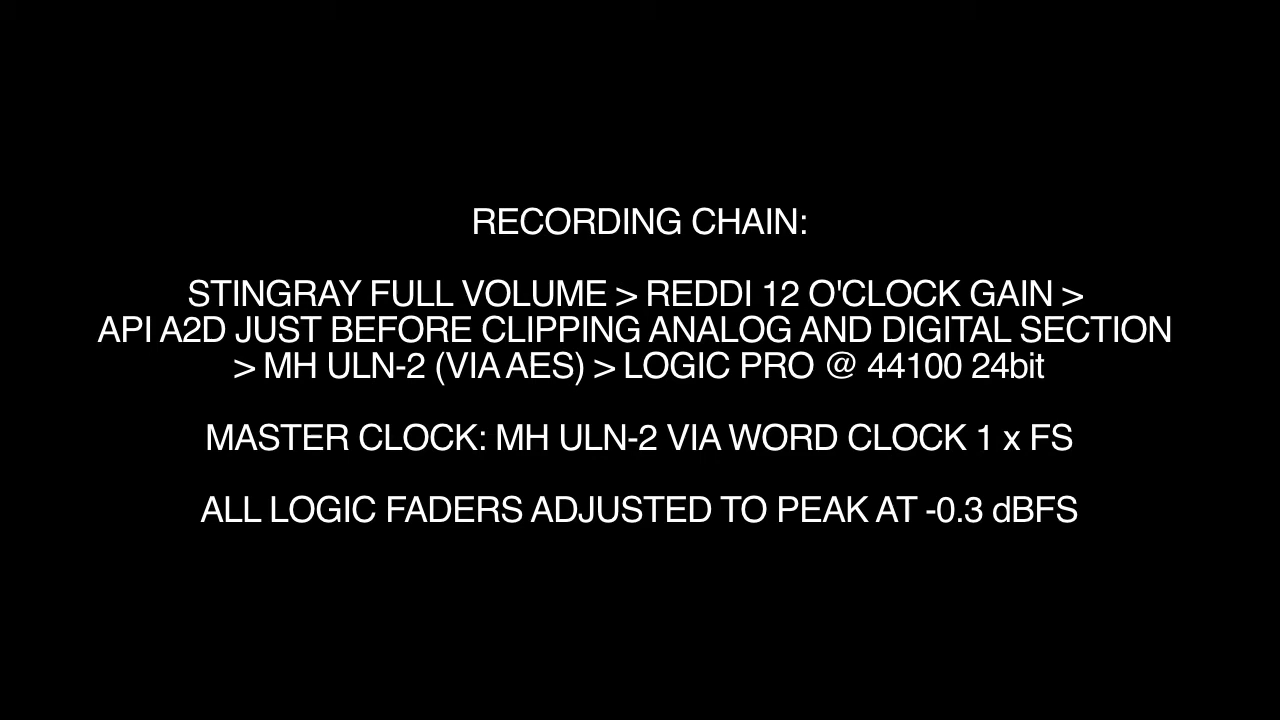 RECORDING CHAIN:
STINGRAY FULL VOLUME > REDDI 12 O'CLOCK GAIN >
API A2D JUST BEFORE CLIPPING ANALOG AND DIGITAL SECTION
> MH ULN-2 (VIA AES) > LOGIC PRO @ 44100 24bit
MASTER CLOCK: MH ULN-2 VIA WORD CLOCK 1 x FS
ALL LOGIC FADERS ADJUSTED TO PEAK AT -0.3 dBFS